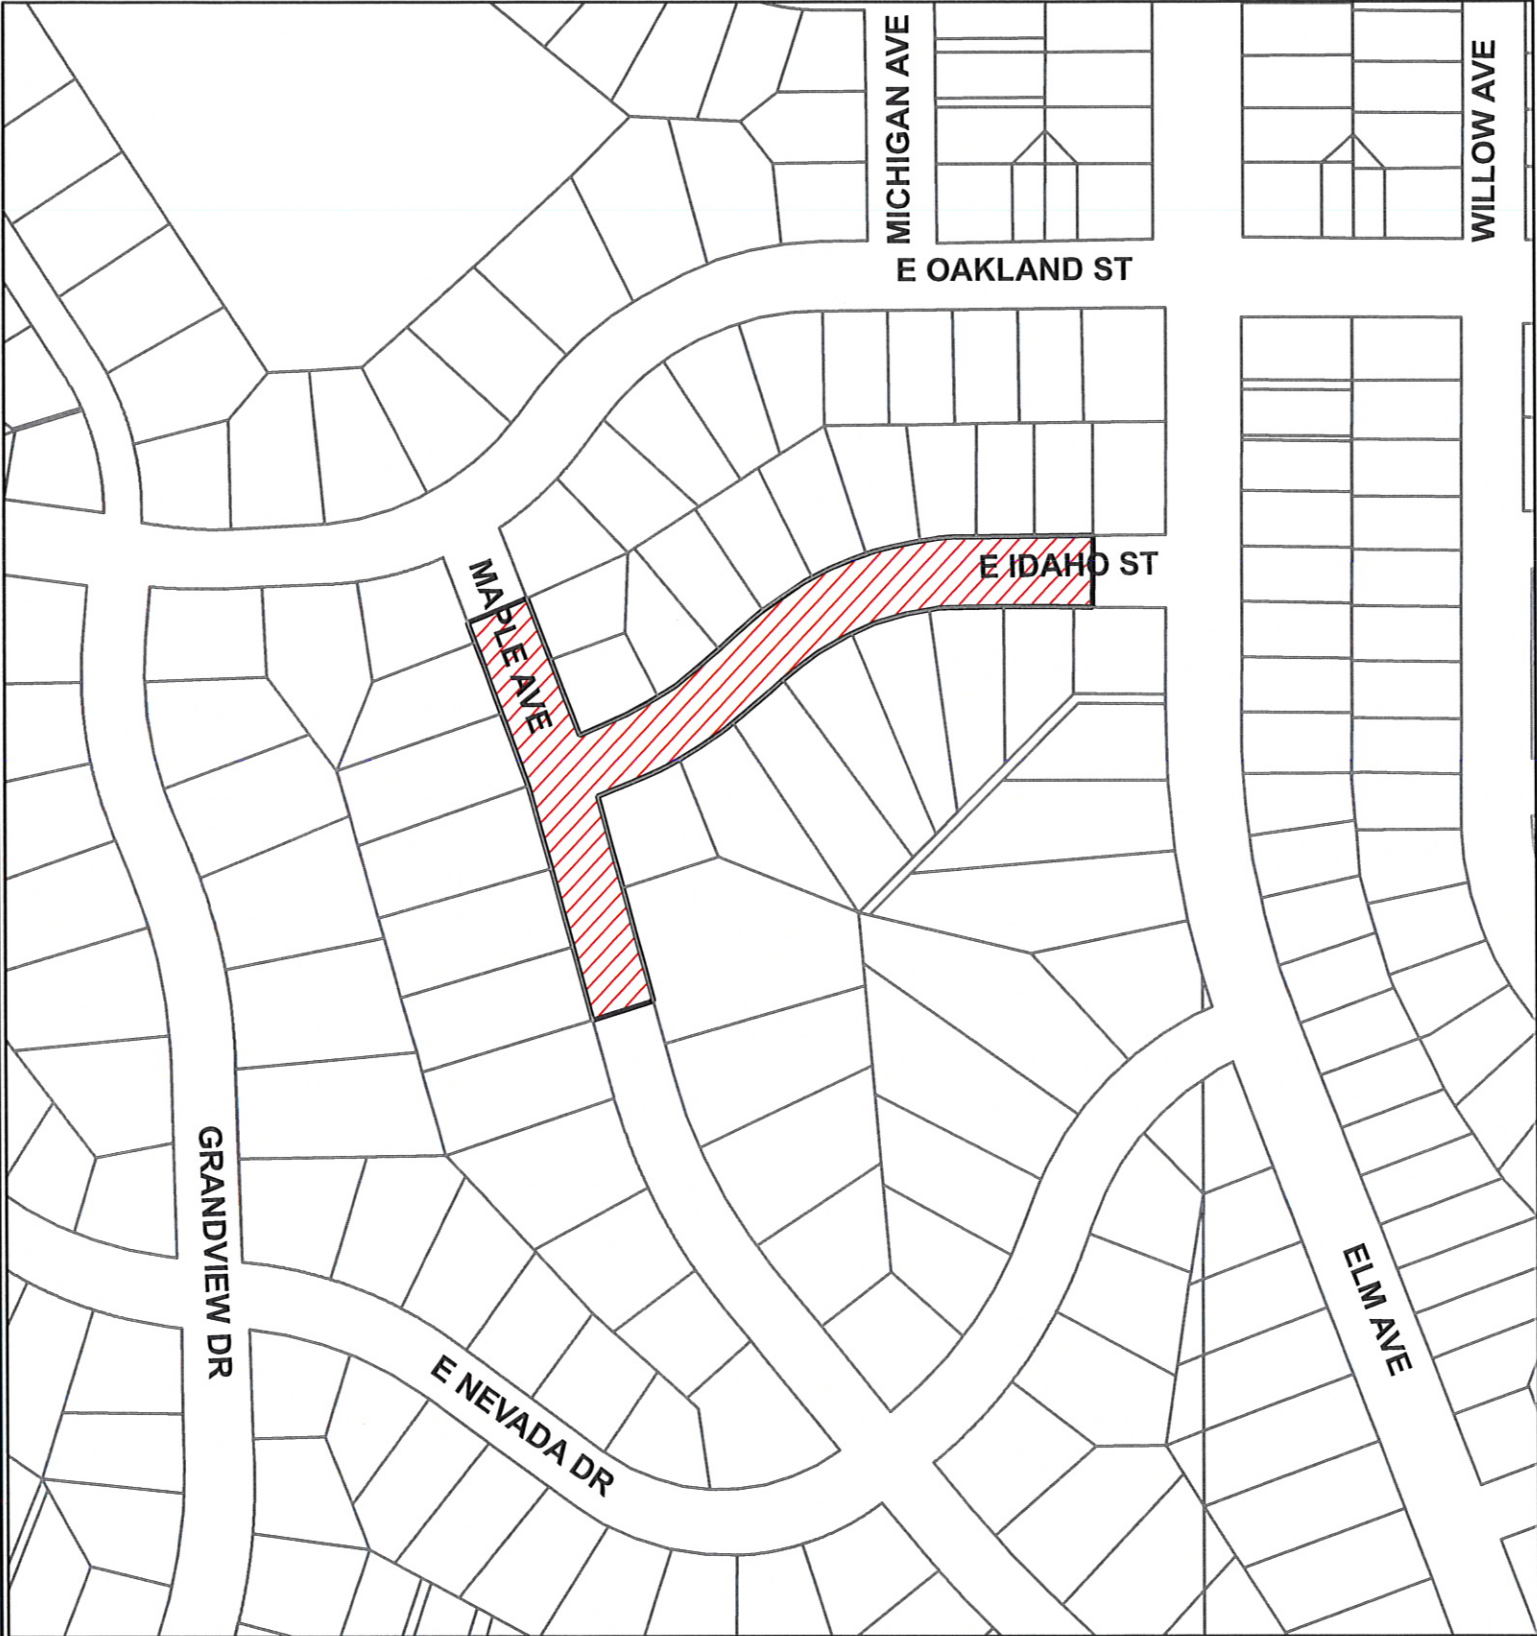 MICHIGAN AVE
WILLOW AVE
E OAKLAND ST
E IDAHO ST
MAPLE AVE
GRANDVIEW DR
ELM AVE
E NEVADA DR